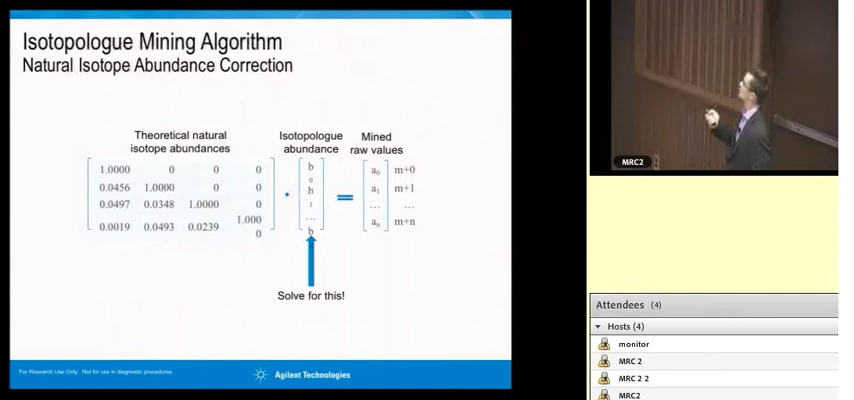 Isotopologue Mining Algorithm
Natural Isotope Abundance Correction
Theoretical natural
isotope abundances
Isotopologue
abundance
Mined
raw values
1.0000 0 0 0
0.0456 1.0000 0 0
0.0497 0.0348 1.0000 0
0.0019 0.0493 0.0239 1.000
0
b
0
b
1
...
b
=
a0 m+0
a1 m+1
... ...
an m+n
Solve for this!
For Research Use Only. Not for use in diagnostic procedures.
Agilent Technologies
MRC2
Attendees (4)
Hosts (4)
monitor
MRC 2
MRC 2 2
MRC2